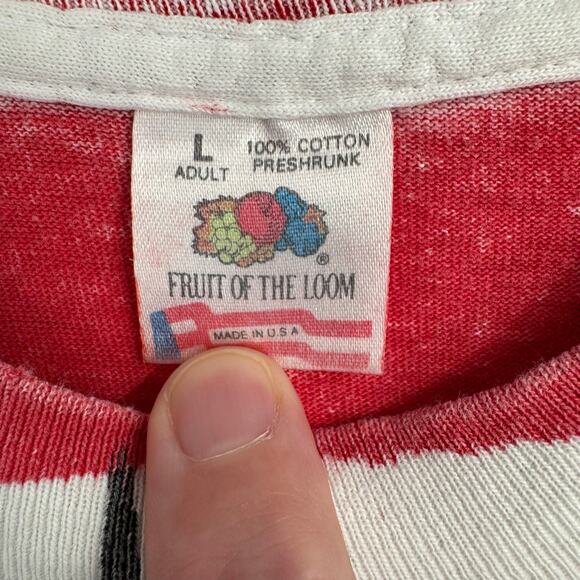 L 100% COTTON
ADULT PRESHRUNK
®
FRUIT OF THE LOOM
MADE IN U.S.A